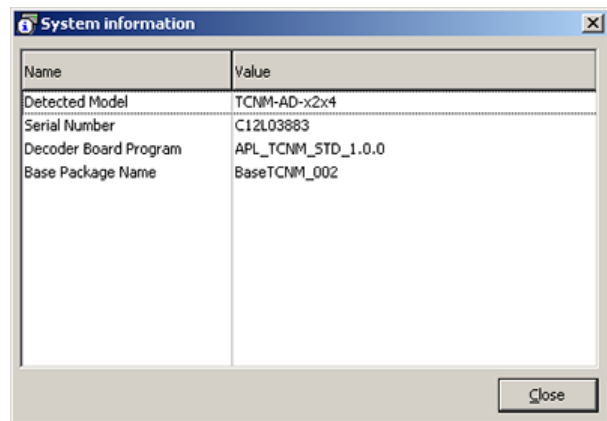 System information
Name Value
Detected Model TCNM-AD-x2x4
Serial Number C12L03883
Decoder Board Program APL_TCNM_STD_1.0.0
Base Package Name BaseTCNM_002
Close